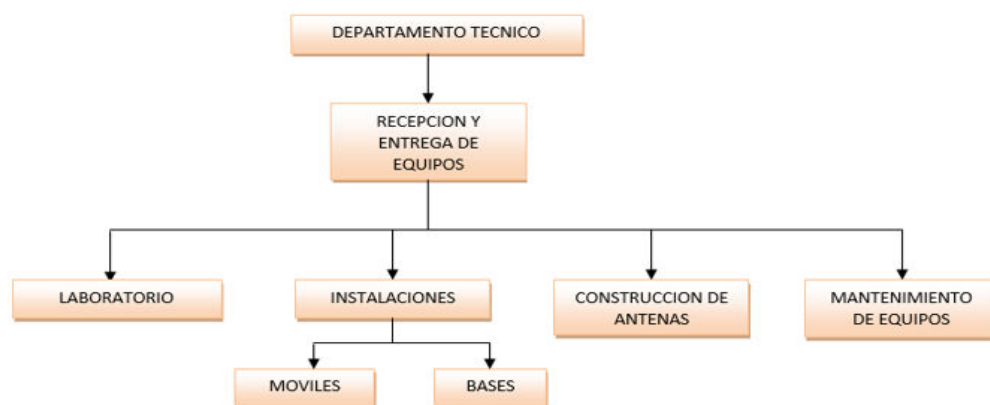 DEPARTAMENTO TECNICO
RECEPCION Y
ENTREGA DE
EQUIPOS
LABORATORIO
INSTALACIONES
CONSTRUCCION DE
ANTENAS
MANTENIMIENTO
DE EQUIPOS
MOVILES
BASES